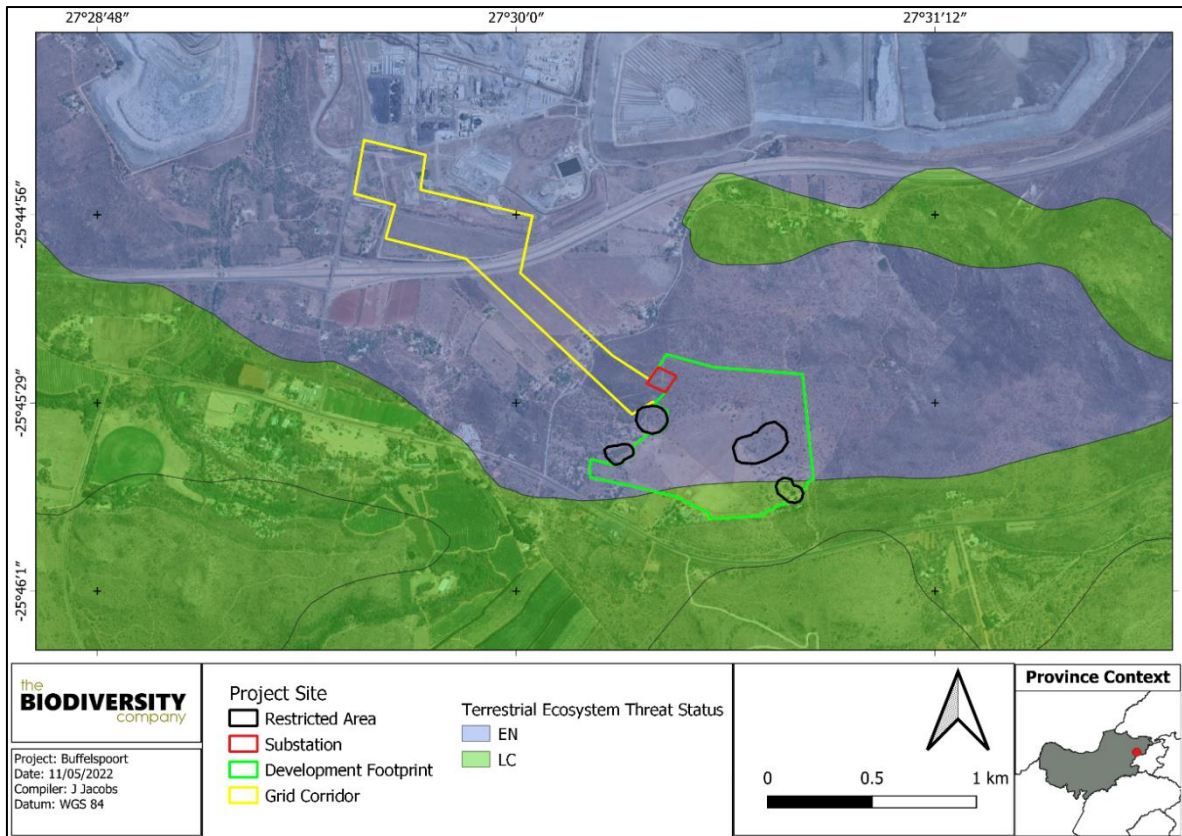 27°28′48″ 27°30′0″ 27°31′12″
-25°44′56″
-25°45′29″
-25°46′1″
the
BIODIVERSITY
company
Project: Buffelspoort
Date: 11/05/2022
Compiler: J Jacobs
Datum: WGS 84
Project Site
Restricted Area
Substation
Development Footprint
Grid Corridor
Terrestrial Ecosystem Threat Status
EN
LC
0 0.5 1 km
Province Context